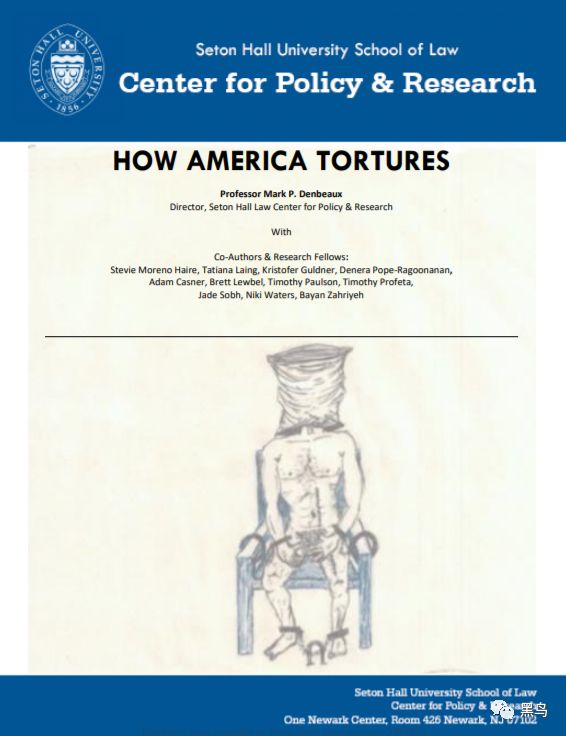 SETON HALL UNIVERSITY
1856
Seton Hall University School of Law
Center for Policy & Research
HOW AMERICA TORTURES
Professor Mark P. Denbeaux
Director, Seton Hall Law Center for Policy & Research
With
Co-Authors & Research Fellows:
Stevie Moreno Haire, Tatiana Laing, Kristofer Guldner, Denera Pope-Ragoonanan,
Adam Casner, Brett Lewbel, Timothy Paulson, Timothy Profeta,
Jade Sobh, Niki Waters, Bayan Zahriyeh
Seton Hall University School of Law
Center for Policy & Research
One Newark Center, Room 426 Newark, NJ 07102
黑鸟